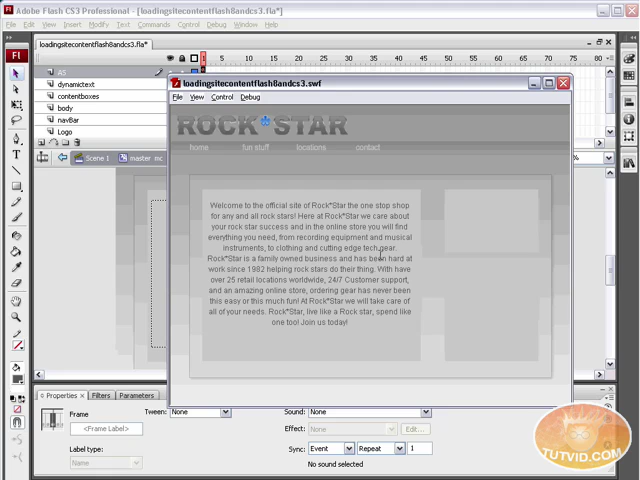 Adobe Flash CS3 Professional - [loadingsitecontentflash8andcs3.fla*]
File Edit View Insert Modify Text Commands Control Debug Window Help
loadingsitecontentflash8andcs3.fla*
1 55 60 65 70 75 80
AS
dynamictext
contentboxes
body
navBar
Logo
Scene 1 master mc
loadingsitecontentflash8andcs3.swf
File View Control Debug
ROCK*STAR
home fun stuff locations contact
Welcome to the official site of Rock*Star the one stop shop
for any and all rock stars! Here at Rock*Star we care about
your rock star success and in the online store you will find
everything you need, from recording equipment and musical
instruments, to clothing and cutting edge tech gear.
Rock*Star is a family owned business and has been hard at
work since 1982 helping rock stars do their thing. With have
over 25 retail locations worldwide, 24/7 Customer support,
and an amazing online store, ordering gear has never been
this easy or this much fun! At Rock*Star we will take care of
all of your needs. Rock*Star, live like a Rock star, spend like
one too! Join us today!
Properties Filters Parameters
Frame
<Frame Label>
Label type:
Name
Tween: None
Sound: None
Effect: None Edit...
Sync: Event Repeat 1
No sound selected
TUTVID.COM